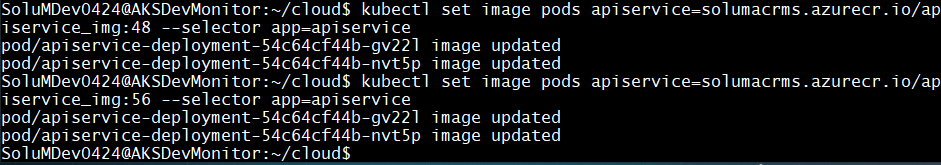 SoluMDev0424@AKSDevMonitor:~/cloud$ kubectl set image pods apiservice=solumacrms.azurecr.io/ap
iservice_img:48 --selector app=apiservice
pod/apiservice-deployment-54c64cf44b-gv22l image updated
pod/apiservice-deployment-54c64cf44b-nvt5p image updated
SoluMDev0424@AKSDevMonitor:~/cloud$ kubectl set image pods apiservice=solumacrms.azurecr.io/ap
iservice_img:56 --selector app=apiservice
pod/apiservice-deployment-54c64cf44b-gv22l image updated
pod/apiservice-deployment-54c64cf44b-nvt5p image updated
SoluMDev0424@AKSDevMonitor:~/cloud$